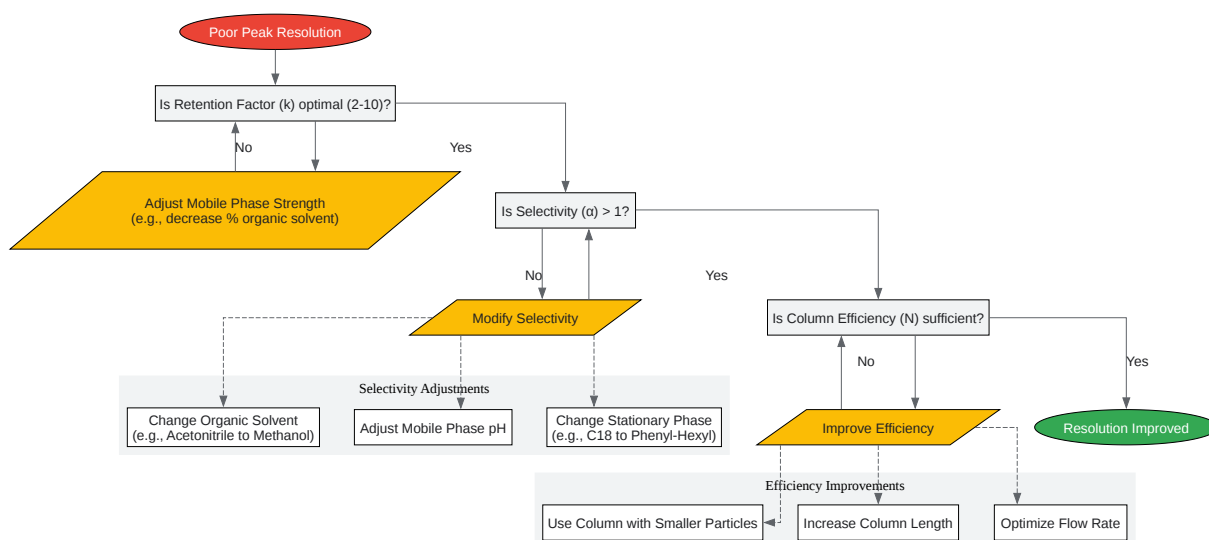 Poor Peak Resolution
Is Retention Factor (k) optimal (2-10)?
No
Yes
Adjust Mobile Phase Strength
(e.g., decrease % organic solvent)
Is Selectivity (α) > 1?
No
Yes
Modify Selectivity
Is Column Efficiency (N) sufficient?
No
Yes
Selectivity Adjustments
Change Organic Solvent
(e.g., Acetonitrile to Methanol)
Adjust Mobile Phase pH
Change Stationary Phase
(e.g., C18 to Phenyl-Hexyl)
Improve Efficiency
Resolution Improved
Efficiency Improvements
Use Column with Smaller Particles
Increase Column Length
Optimize Flow Rate